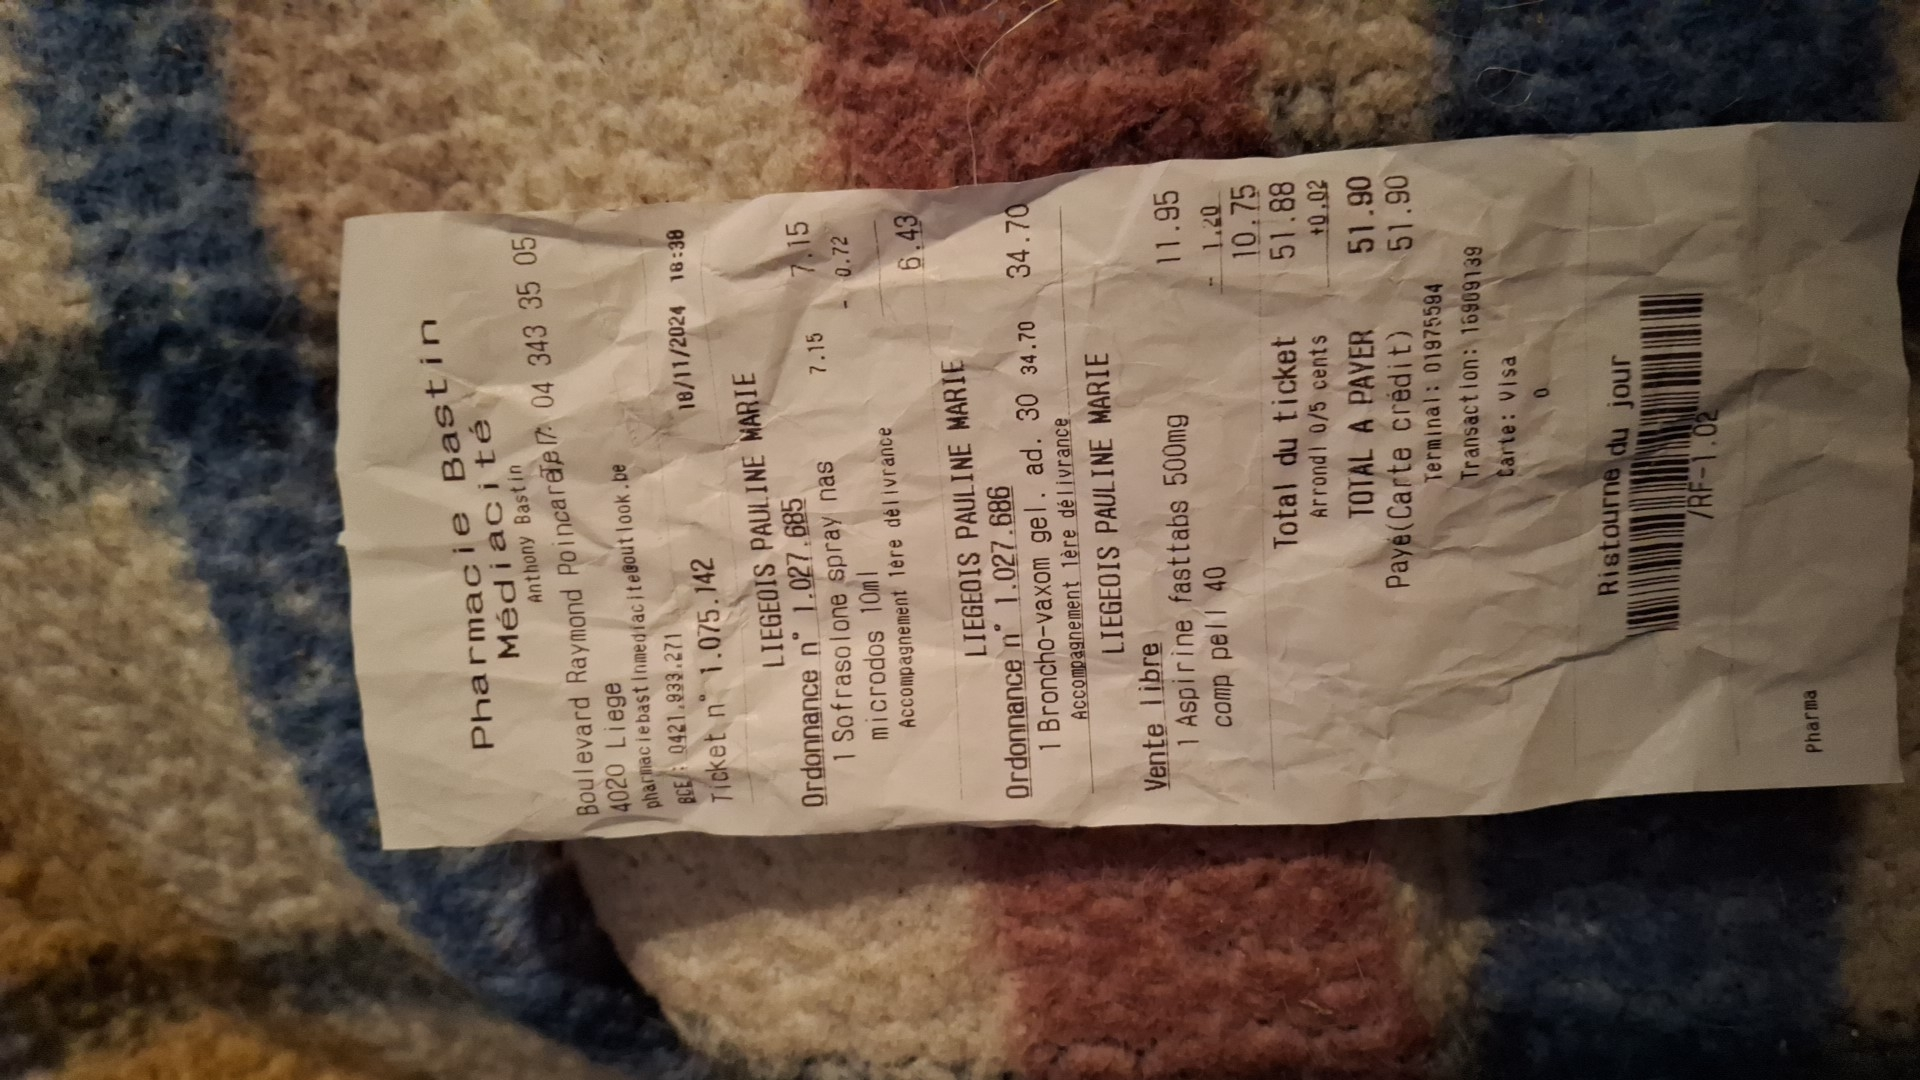 Pharmacie Bastin
Médiacité
Anthony Bastin
Boulevard Raymond Poincaré 7: 04 343 35 05
4020 Liege
pharmaciebastinmediacite@outlook.be
BCE : 0421.933.271
18/11/2024 18:38
Ticket n° 1.075.142
LIEGEOIS PAULINE MARIE
Ordonnance n° 1.027.685
1 Sofrasolone spray nas 7.15 7.15
microdos 10ml - 0.72
Accompagnement 1ère délivrance
6.43
LIEGEOIS PAULINE MARIE
Ordonnance n° 1.027.686
1 Broncho-vaxom gel. ad. 30 34.70 34.70
Accompagnement 1ère délivrance
LIEGEOIS PAULINE MARIE
Vente libre
1 Aspirine fasttabs 500mg 11.95
comp pell 40 - 1.20
10.75
Total du ticket 51.88
Arrondi 0/5 cents +0.02
TOTAL A PAYER 51.90
Payé(Carte crédit) 51.90
Terminal: 01975594
Transaction: 16909139
Carte: Visa
0
Ristourne du jour
/RF-1.02
Pharma